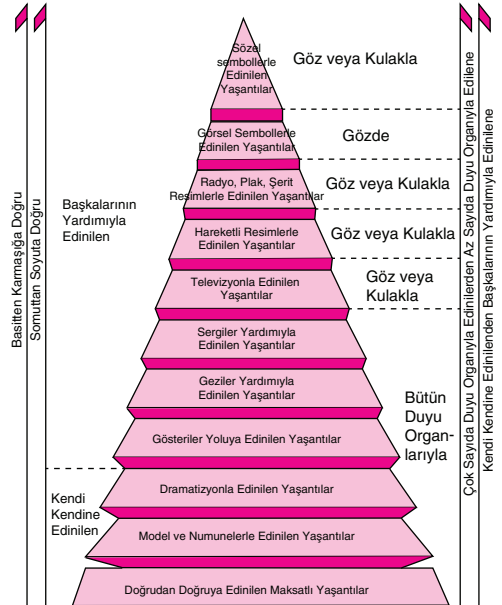 Sözel
sembollerle
Edinilen
Yaşantılar
Göz veya Kulakla
Görsel Sembollerle
Edinilen Yaşantılar
Gözde
Radyo, Plak, Şerit
Resimlerle Edinilen Yaşantılar
Göz veya Kulakla
Hareketli Resimlerle
Edinilen Yaşantılar
Göz veya Kulakla
Televizyonla Edinilen
Yaşantılar
Göz veya
Kulakla
Sergiler Yardımıyla
Edinilen Yaşantılar
Geziler Yardımıyla
Edinilen Yaşantılar
Gösteriler Yoluya Edinilen Yaşantılar
Bütün
Duyu
Organ-
larıyla
Dramatizyonla Edinilen Yaşantılar
Model ve Numunelerle Edinilen Yaşantılar
Doğrudan Doğruya Edinilen Maksatlı Yaşantılar
Başkalarının
Yardımıyla
Edinilen
Kendi
Kendine
Edinilen
Basitten Karmaşığa Doğru
Somuttan Soyuta Doğru
Çok Sayıda Duyu Organıyla Edinilerden Az Sayıda Duyu Organıyla Edilene
Kendi Kendine Edinilenden Başkalarının Yardımıyla Edinilene